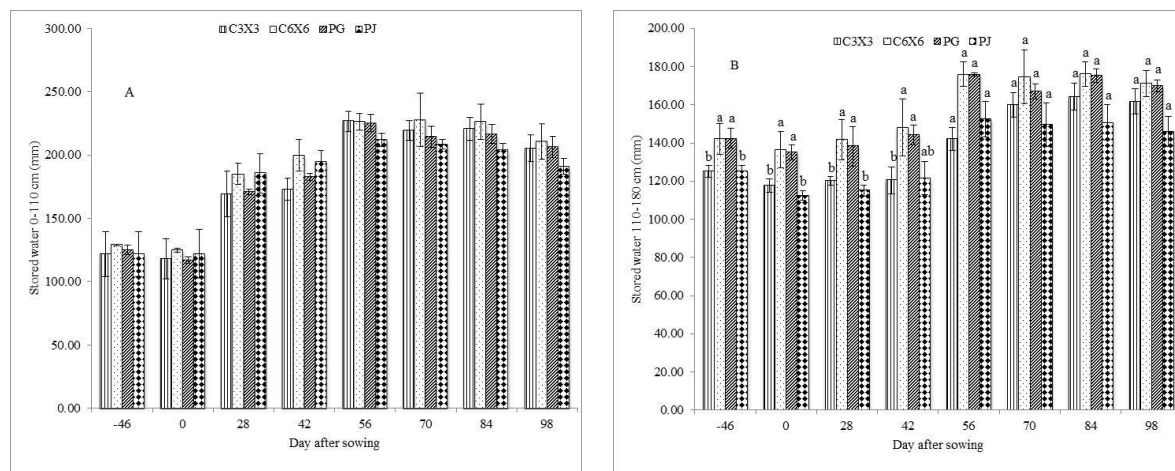 300.00
250.00
200.00
150.00
100.00
50.00
0.00
Stored water 0-110 cm (mm)
C3X3 C6X6 PG PJ
A
-46 0 28 42 56 70 84 98
Day after sowing
200.00
180.00
160.00
140.00
120.00
100.00
80.00
60.00
40.00
20.00
0.00
Stored water 110-180 cm (mm)
C3X3 C6X6 PG PJ
B
b a a b
b a a b
b a a b
b a a ab
a a a a
a a a a
a a a a
a a a a
-46 0 28 42 56 70 84 98
Day after sowing